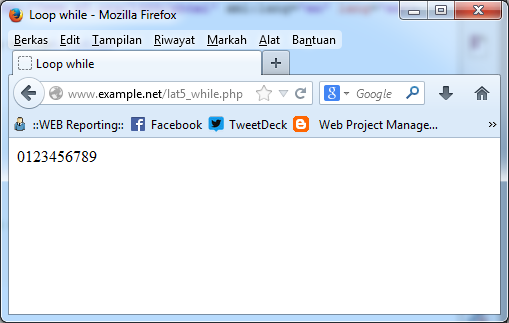 Loop while - Mozilla Firefox
Berkas Edit Tampilan Riwayat Markah Alat Bantuan
Loop while
www.example.net/lat5_while.php
Google
::WEB Reporting:: Facebook TweetDeck Web Project Manage... »
0123456789